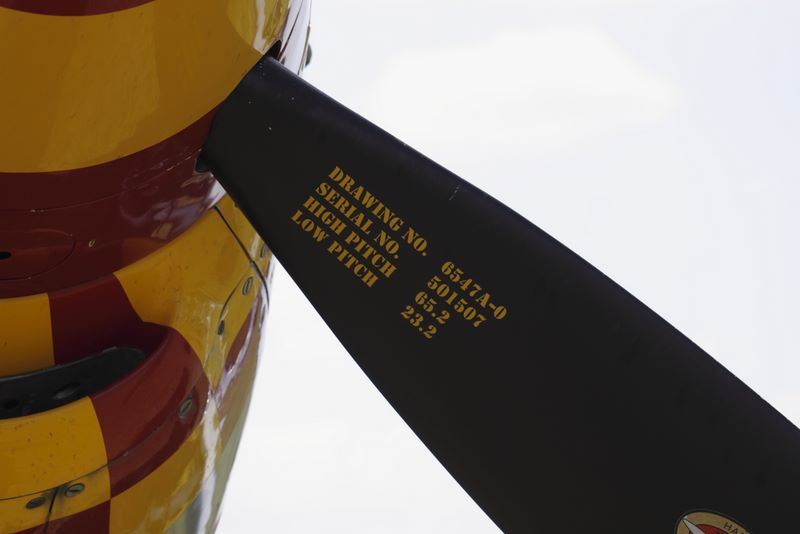 DRAWING NO. 6547A-0
SERIAL NO. 501507
HIGH PITCH 65.2
LOW PITCH 23.2